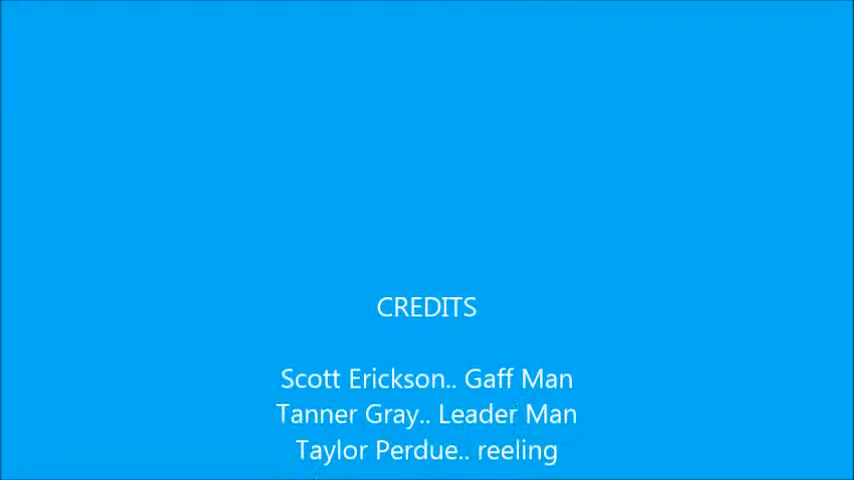 CREDITS
Scott Erickson.. Gaff Man
Tanner Gray.. Leader Man
Taylor Perdue.. reeling